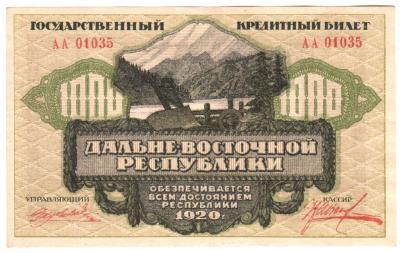 ГОСУДАРСТВЕННЫЙ КРЕДИТНЫЙ БИЛЕТ
АА 01035 АА 01035
1000 1000
ДАЛЬНЕ-ВОСТОЧНОЙ
РЕСПУБЛИКИ
ОБЕЗПЕЧИВАЕТСЯ
ВСЕМ ДОСТОЯНИЕМ
РЕСПУБЛИКИ
УПРАВЛЯЮЩИЙ КАССИР
1920